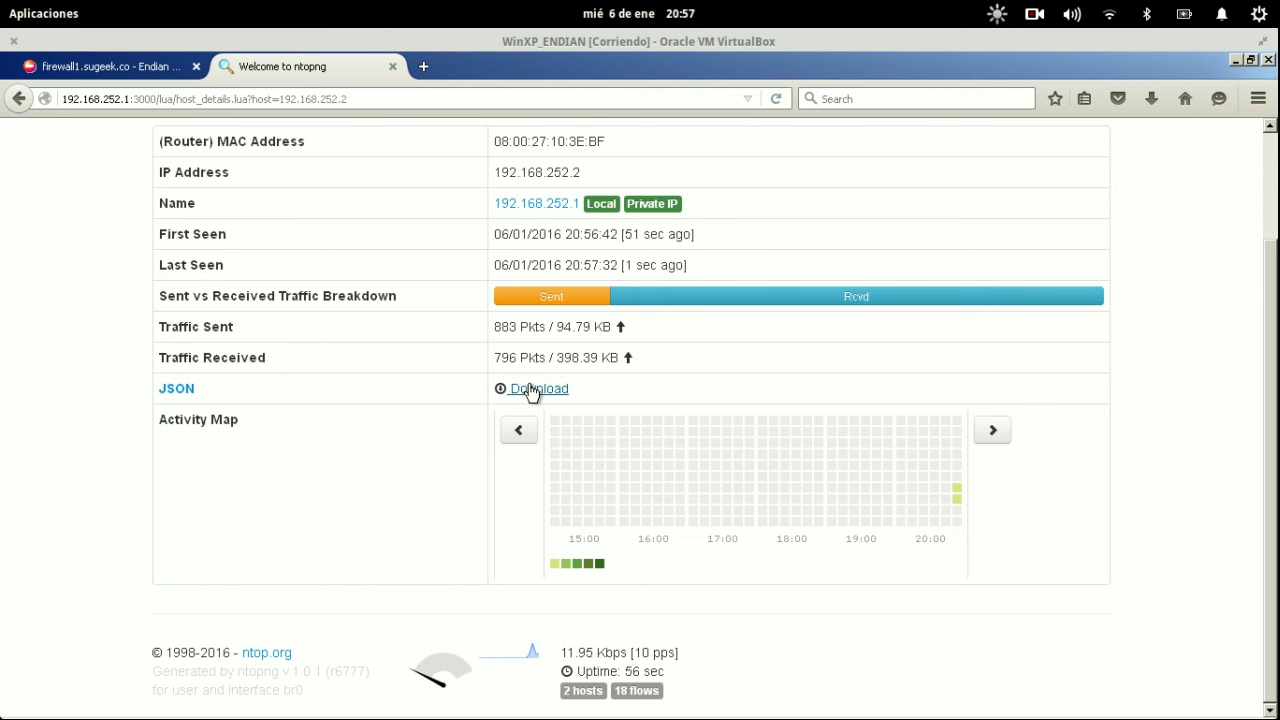 Aplicaciones
mié 6 de ene 20:57
WinXP_ENDIAN [Corriendo] - Oracle VM VirtualBox
firewall1.sugeek.co - Endian ...
Welcome to ntopng
192.168.252.1:3000/lua/host_details.lua?host=192.168.252.2
Search
(Router) MAC Address 08:00:27:10:3E:BF
IP Address 192.168.252.2
Name 192.168.252.1 Local Private IP
First Seen 06/01/2016 20:56:42 [51 sec ago]
Last Seen 06/01/2016 20:57:32 [1 sec ago]
Sent vs Received Traffic Breakdown Sent Rcvd
Traffic Sent 883 Pkts / 94.79 KB
Traffic Received 796 Pkts / 398.39 KB
JSON Download
Activity Map
15:00 16:00 17:00 18:00 19:00 20:00
© 1998-2016 - ntop.org
Generated by ntopng v.1.0.1 (r6777)
for user and interface br0
11.95 Kbps [10 pps]
Uptime: 56 sec
2 hosts 18 flows